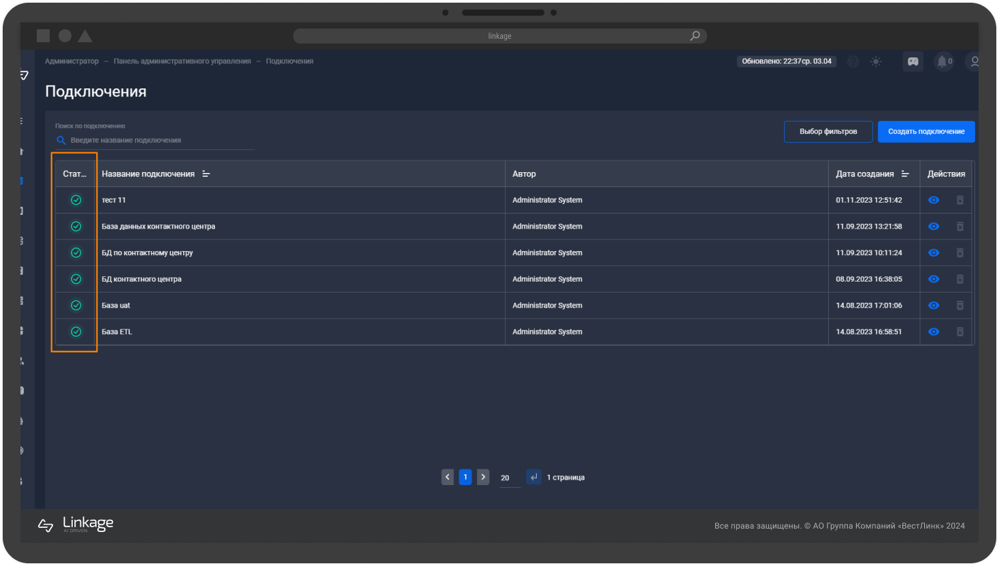 linkage
Администратор – Панель административного управления – Подключения
Обновлено: 22:37 ср. 03.04
0
Подключения
Поиск по подключению
Введите название подключения
Выбор фильтров
Создать подключение
Стат... Название подключения Автор Дата создания Действия
тест 11 Administrator System 01.11.2023 12:51:42
База данных контактного центра Administrator System 11.09.2023 13:21:58
БД по контактному центру Administrator System 11.09.2023 10:11:24
БД контактного центра Administrator System 08.09.2023 16:38:05
База uat Administrator System 14.08.2023 17:01:06
База ETL Administrator System 14.08.2023 16:58:51
1 20 1 страница
Linkage
AI DRIVEN
Все права защищены. © АО Группа Компаний «ВестЛинк» 2024